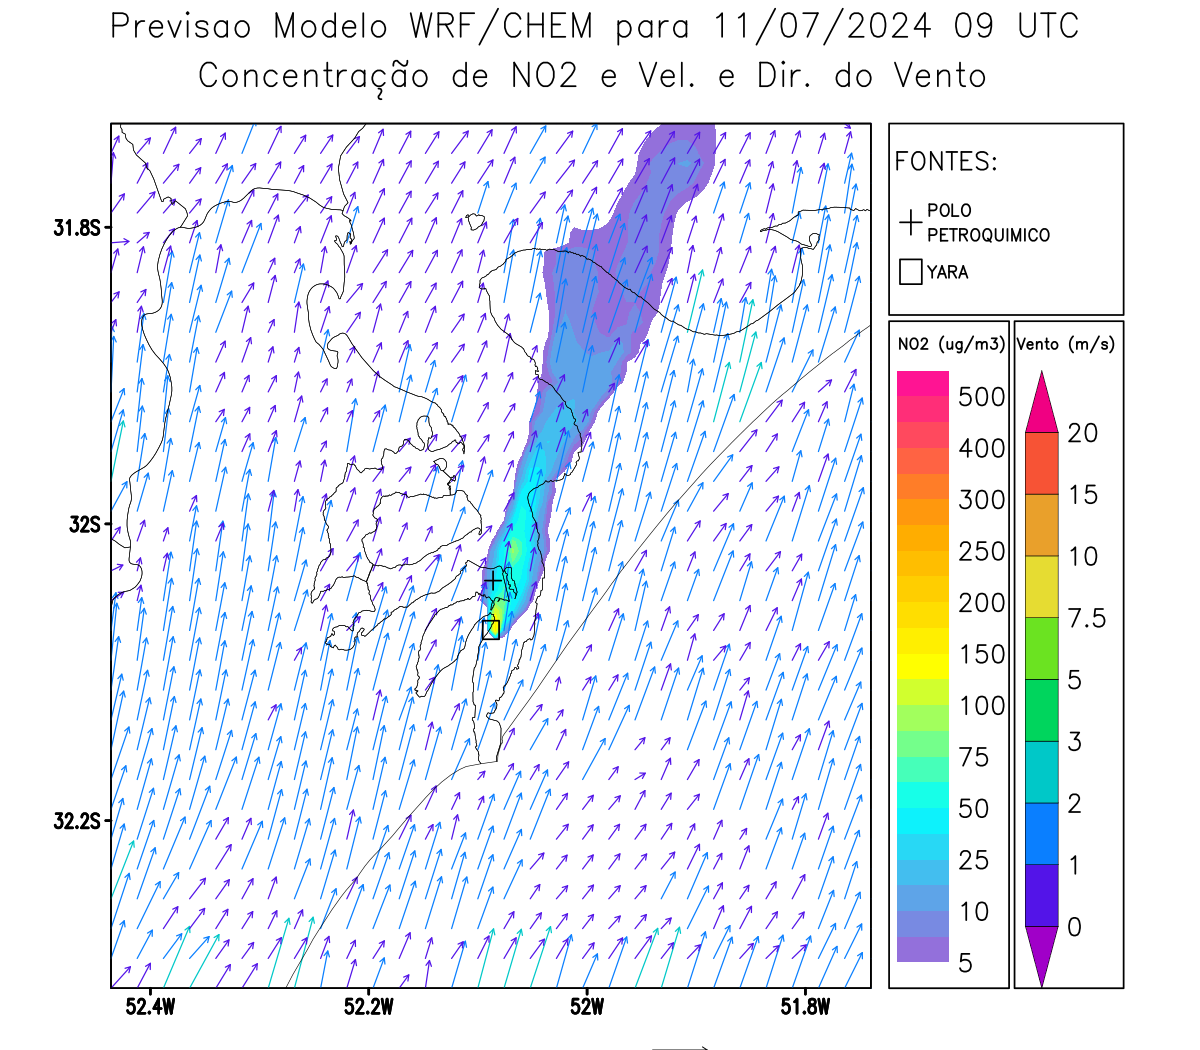 Previsao Modelo WRF/CHEM para 11/07/2024 09 UTC
Concentração de NO2 e Vel. e Dir. do Vento
FONTES:
POLO
PETROQUIMICO
YARA
31.8S
32S
32.2S
52.4W
52.2W
52W
51.8W
NO2 (ug/m3)
500
400
300
250
200
150
100
75
50
25
10
5
Vento (m/s)
20
15
10
7.5
5
3
2
1
0